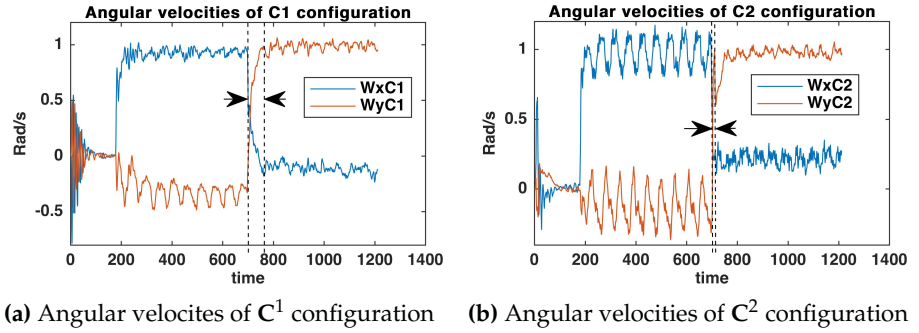 Angular velocities of C1 configuration
1
0.5
0
-0.5
Rad/s
WxC1
WyC1
0 200 400 600 800 1000 1200 1400
time
(a) Angular velocites of C¹ configuration
Angular velocities of C2 configuration
1
0.5
0
Rad/s
WxC2
WyC2
0 200 400 600 800 1000 1200 1400
time
(b) Angular velocites of C² configuration